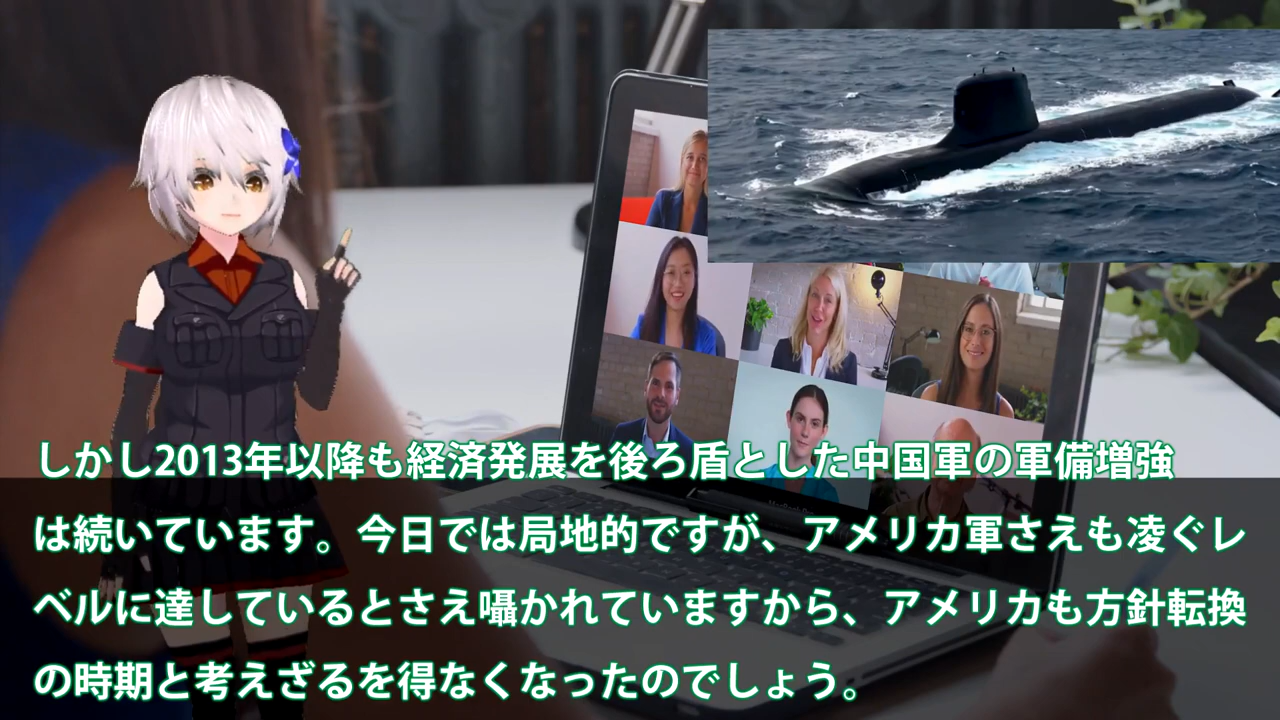 しかし2013年以降も経済発展を後ろ盾とした中国軍の軍備増強
は続いています。今日では局地的ですが、アメリカ軍さえも凌ぐレ
ベルに達しているとさえ囁かれていますから、アメリカも方針転換
の時期と考えざるを得なくなったのでしょう。